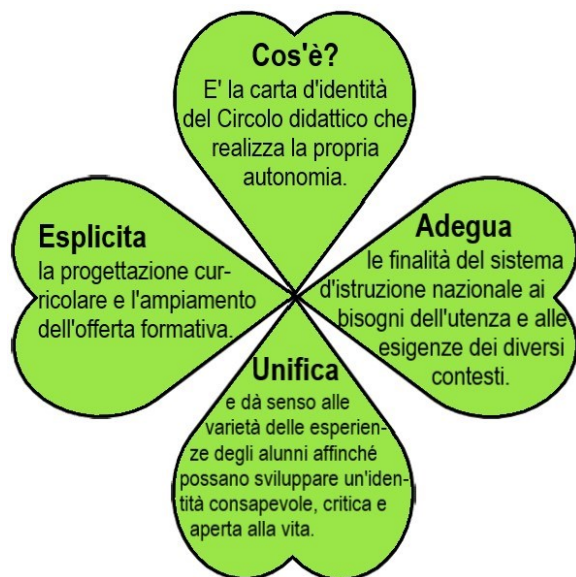 Cos'è?
E' la carta d'identità
del Circolo didattico che
realizza la propria
autonomia.
Esplicita
la progettazione cur-
ricolare e l'ampiamento
dell'offerta formativa.
Adegua
le finalità del sistema
d'istruzione nazionale ai
bisogni dell'utenza e alle
esigenze dei diversi
contesti.
Unifica
e dà senso alle
varietà delle esperien-
ze degli alunni affinché
possano sviluppare un'iden-
tità consapevole, critica e
aperta alla vita.